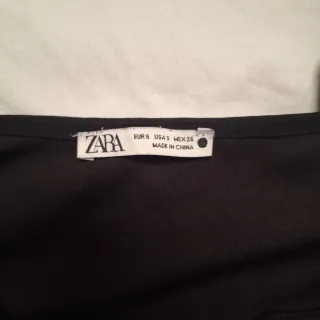 ZARA
EUR S USA S MEX 26
MADE IN CHINA